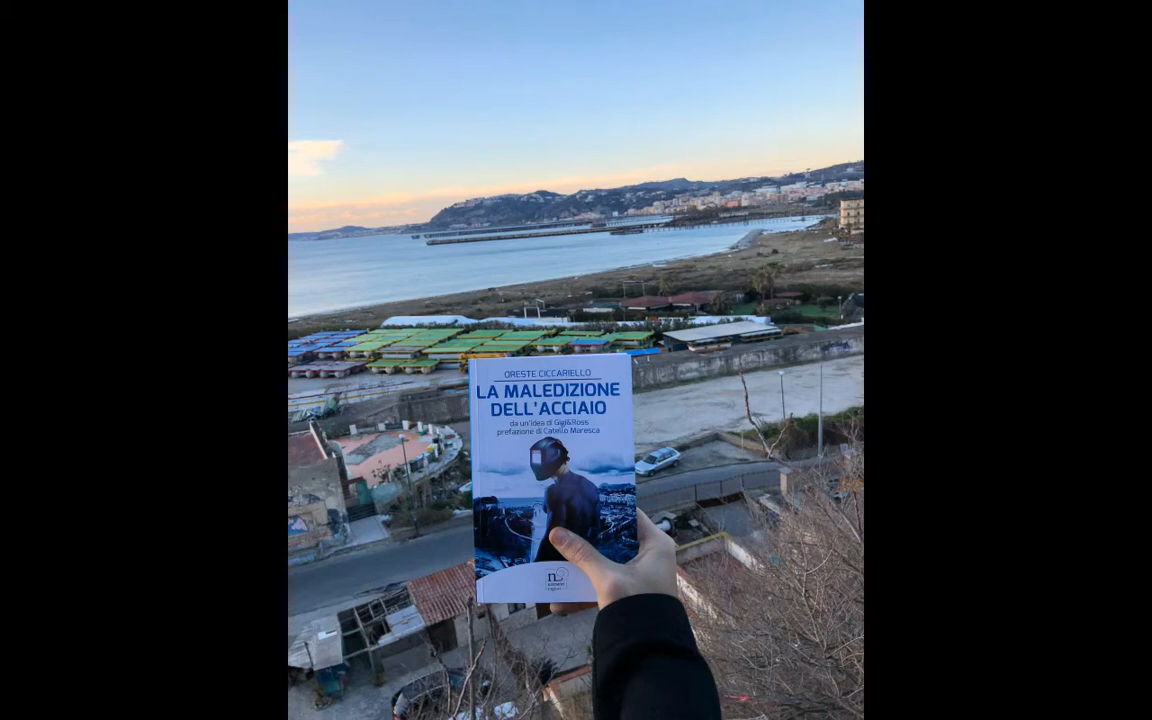 ORESTE CICCARIELLO
LA MALEDIZIONE
DELL'ACCIAIO
da un'idea di Gigi&Ross
prefazione di Catello Maresca